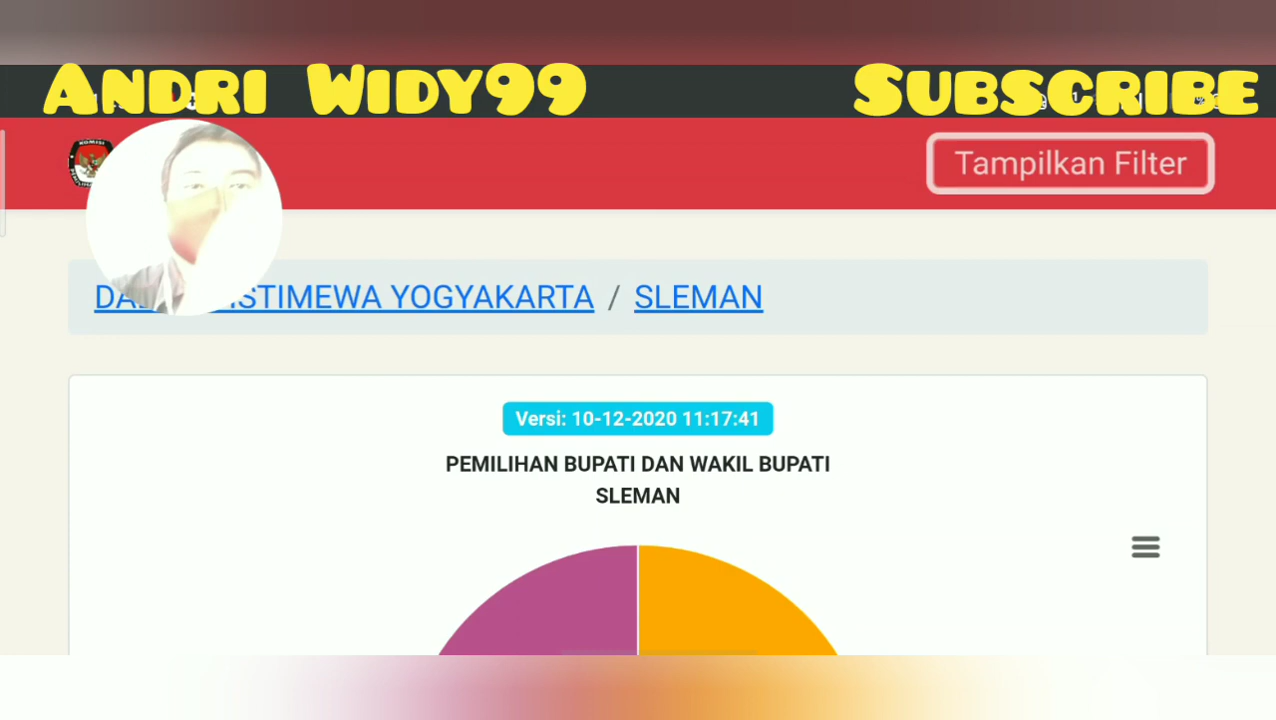 Andri Widy99
Subscribe
KOMISI
Tampilkan Filter
ISTIMEWA YOGYAKARTA / SLEMAN
Versi: 10-12-2020 11:17:41
PEMILIHAN BUPATI DAN WAKIL BUPATI
SLEMAN